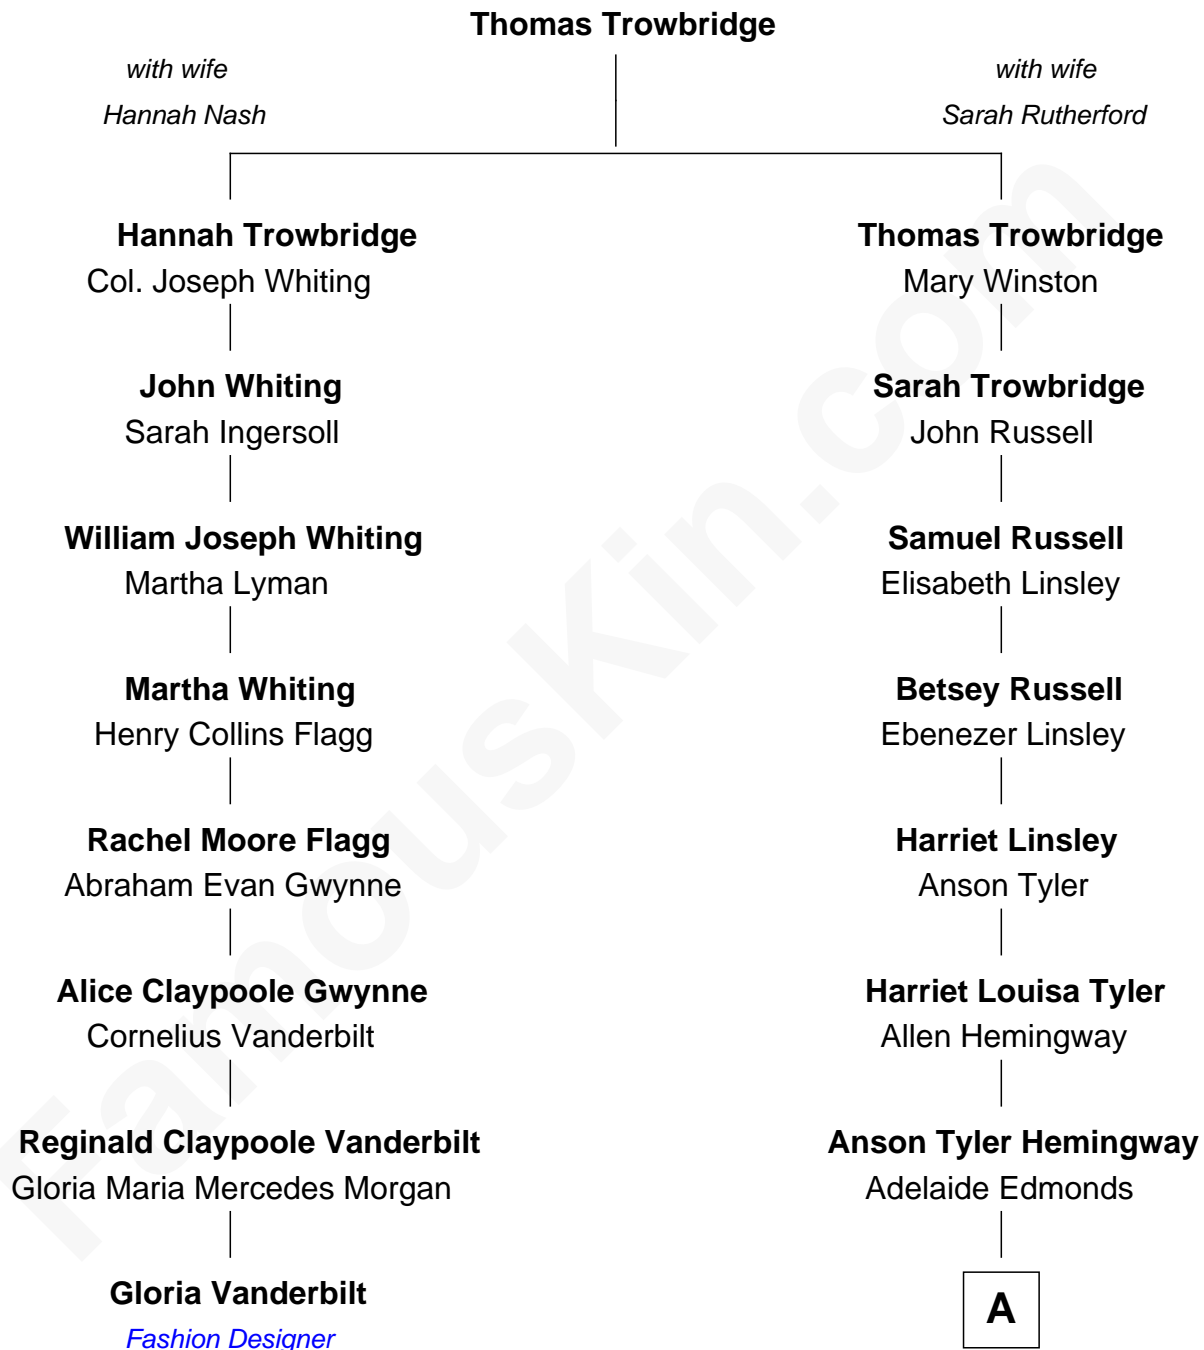 Thomas Trowbridge
with wife
Hannah Nash
with wife
Sarah Rutherford
Hannah Trowbridge
Col. Joseph Whiting
Thomas Trowbridge
Mary Winston
John Whiting
Sarah Ingersoll
Sarah Trowbridge
John Russell
William Joseph Whiting
Martha Lyman
Samuel Russell
Elisabeth Linsley
Martha Whiting
Henry Collins Flagg
Betsey Russell
Ebenezer Linsley
Rachel Moore Flagg
Abraham Evan Gwynne
Harriet Linsley
Anson Tyler
Alice Claypoole Gwynne
Cornelius Vanderbilt
Harriet Louisa Tyler
Allen Hemingway
Reginald Claypoole Vanderbilt
Gloria Maria Mercedes Morgan
Anson Tyler Hemingway
Adelaide Edmonds
Gloria Vanderbilt
Fashion Designer
A
FamousKin.com